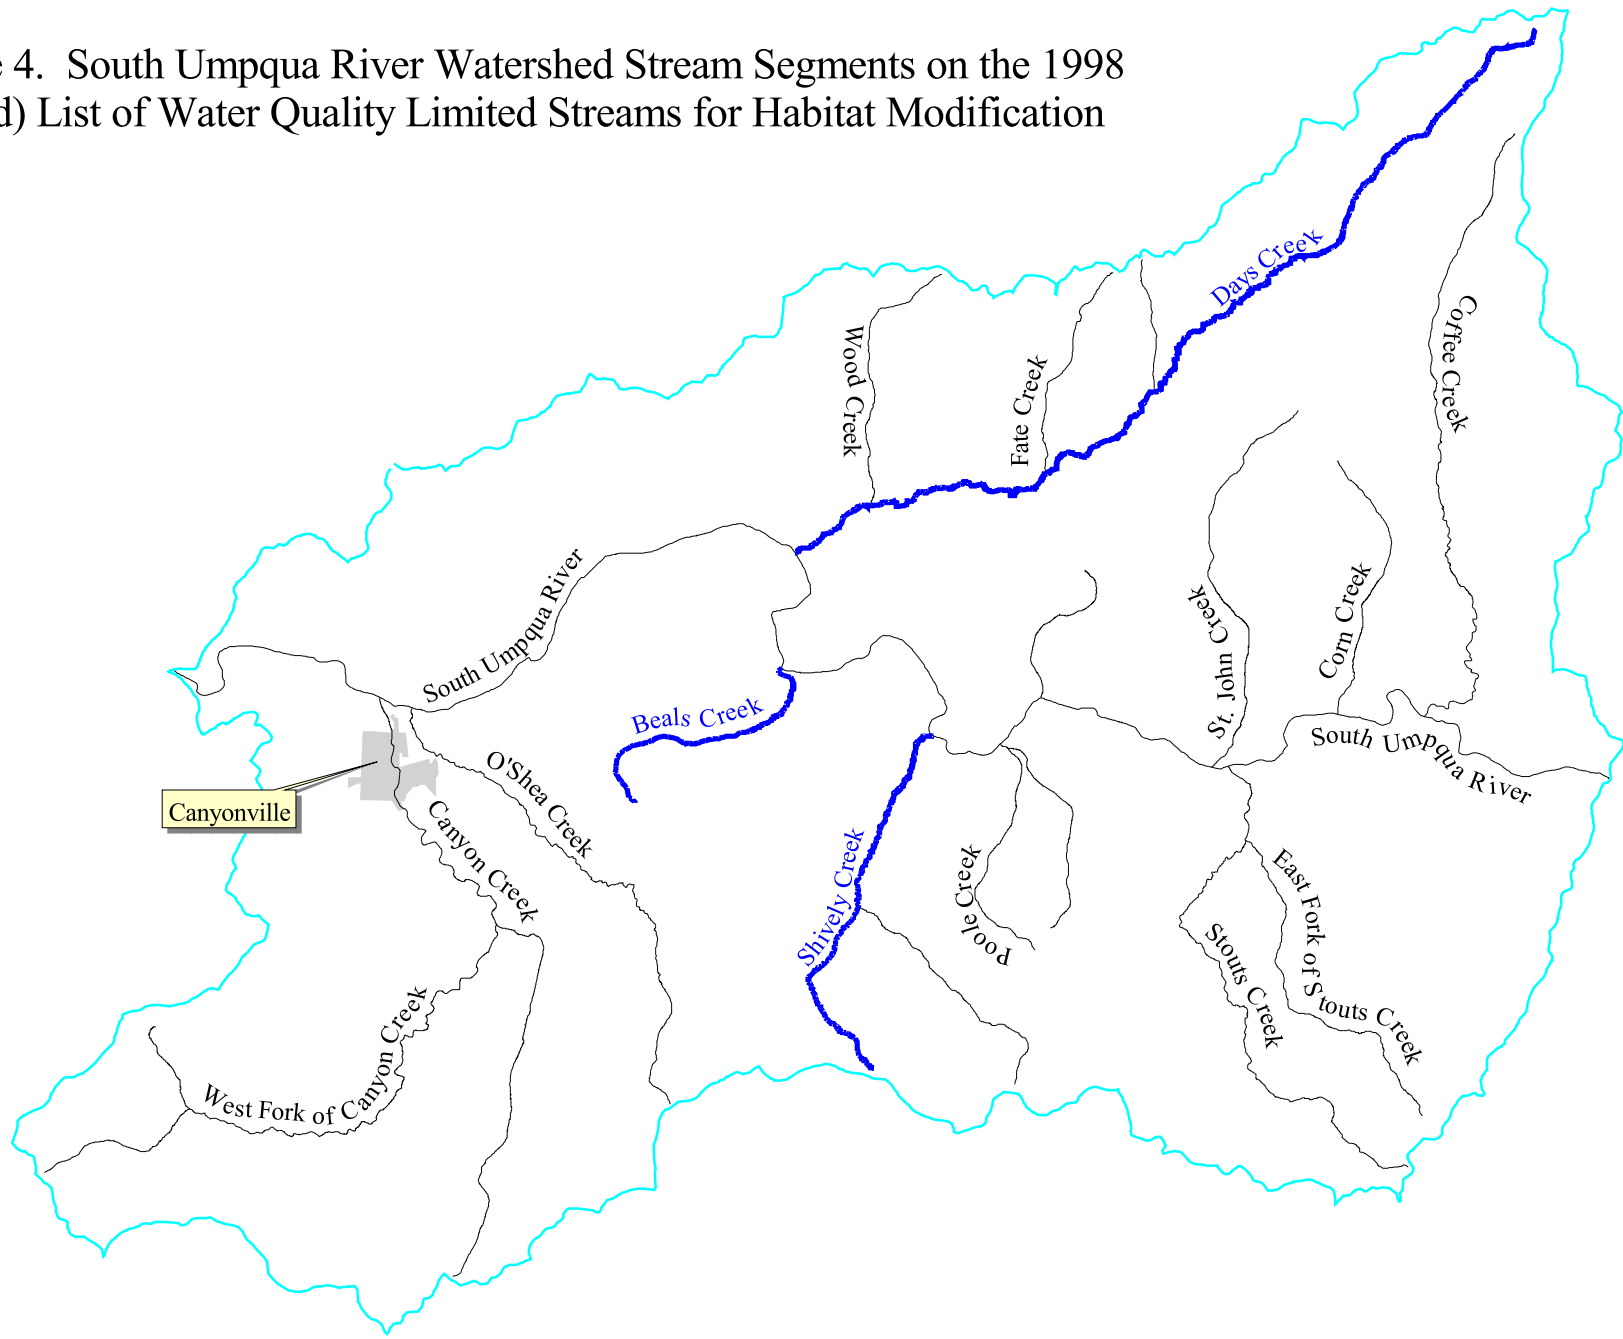 e 4. South Umpqua River Watershed Stream Segments on the 1998
d) List of Water Quality Limited Streams for Habitat Modification
Days Creek
Coffee Creek
Wood Creek
Fate Creek
South Umpqua River
St. John Creek
Corn Creek
Beals Creek
South Umpqua River
O'Shea Creek
Canyonville
Canyon Creek
Shively Creek
Poole Creek
East Fork of Stouts Creek
Stouts Creek
West Fork of Canyon Creek